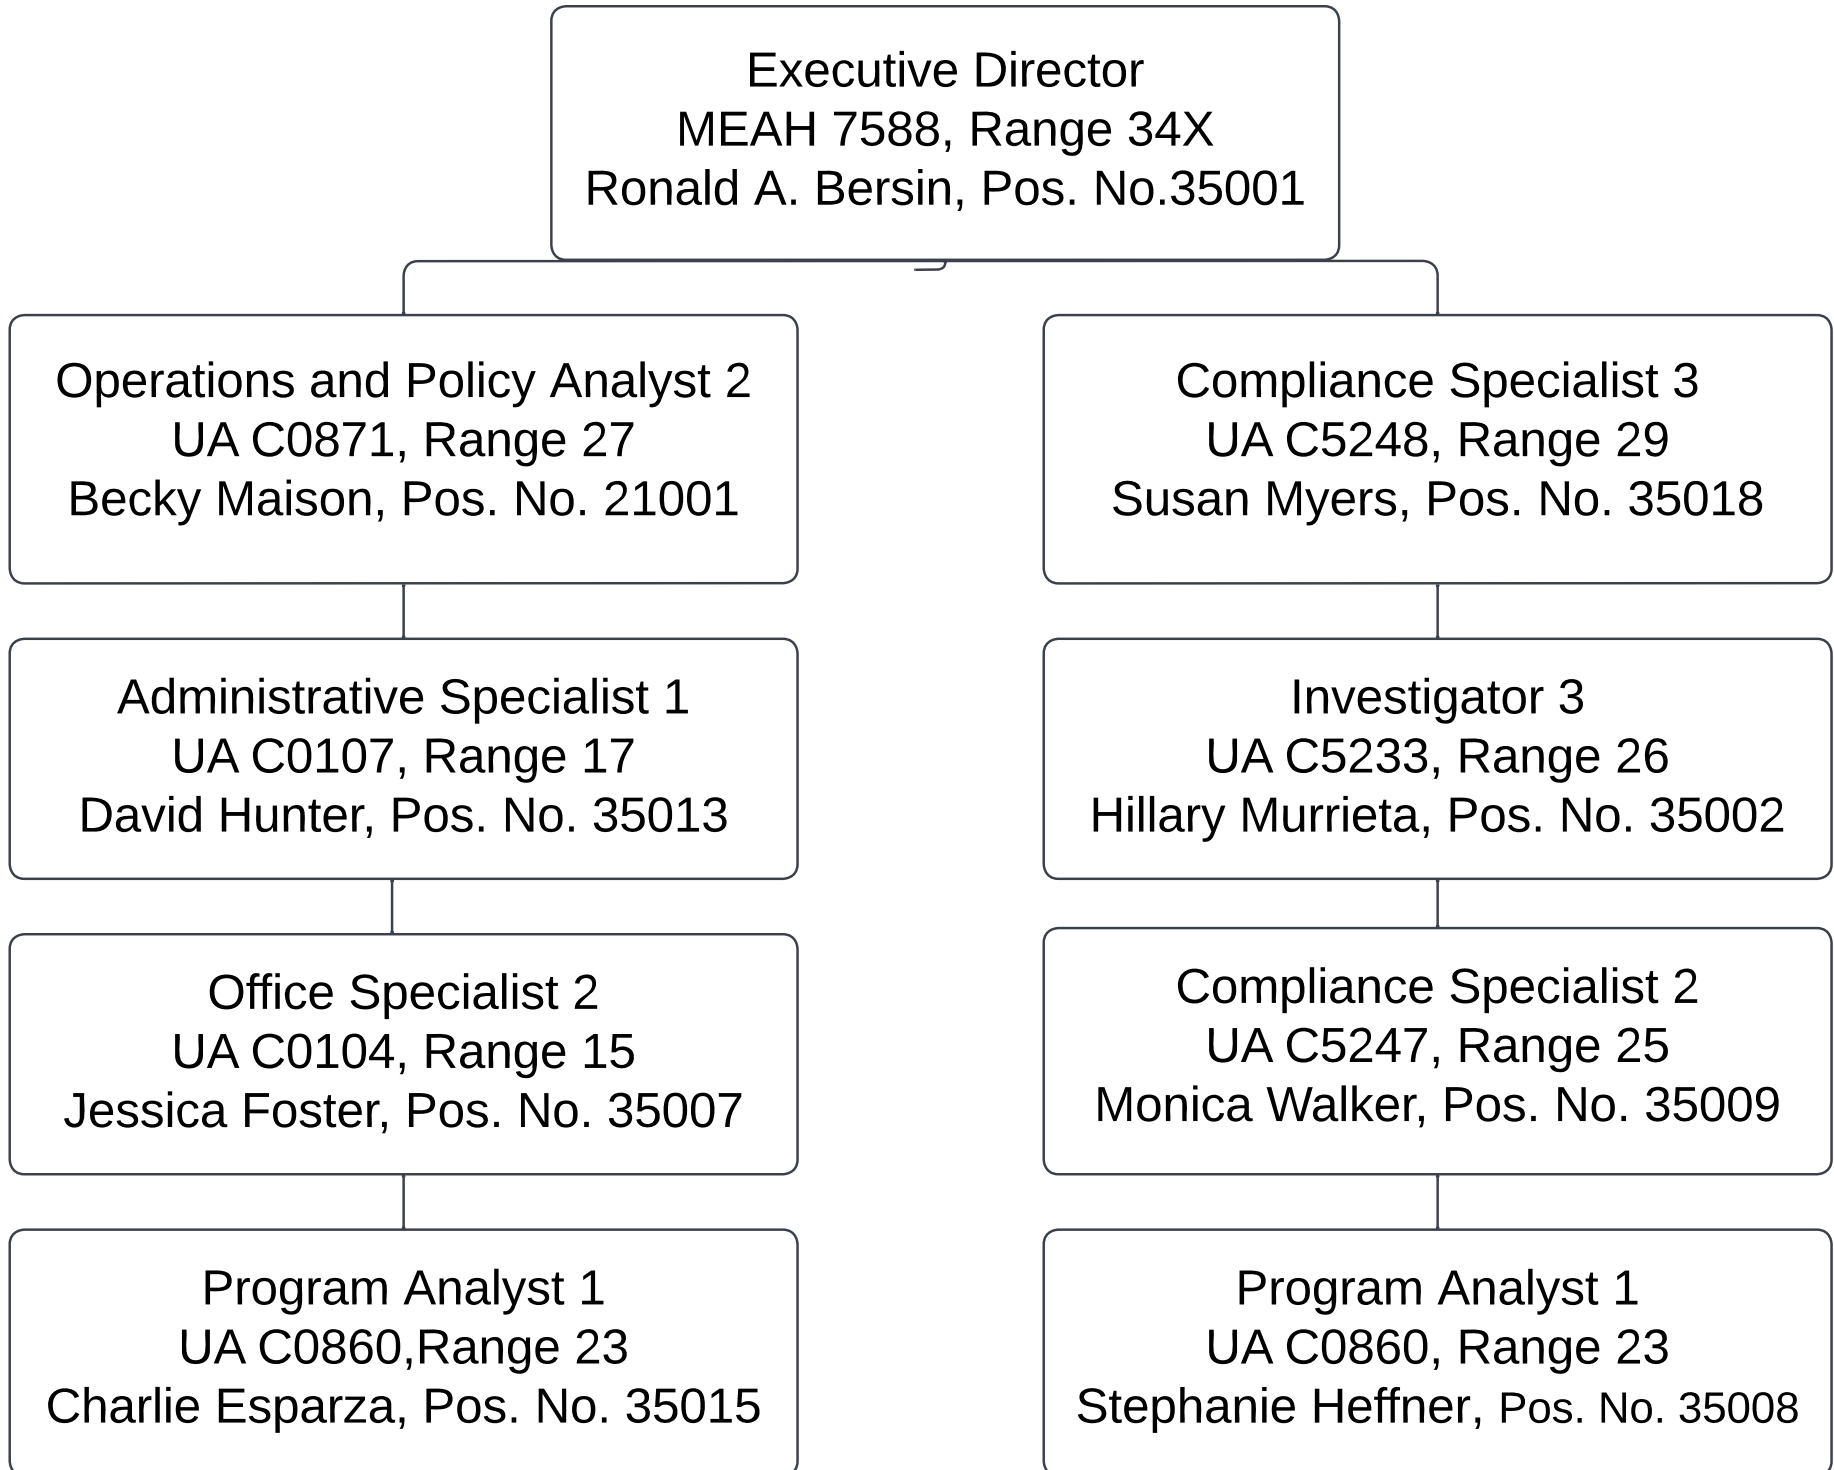 Executive Director
MEAH 7588, Range 34X
Ronald A. Bersin, Pos. No.35001
Operations and Policy Analyst 2
UA C0871, Range 27
Becky Maison, Pos. No. 21001
Compliance Specialist 3
UA C5248, Range 29
Susan Myers, Pos. No. 35018
Administrative Specialist 1
UA C0107, Range 17
David Hunter, Pos. No. 35013
Investigator 3
UA C5233, Range 26
Hillary Murrieta, Pos. No. 35002
Office Specialist 2
UA C0104, Range 15
Jessica Foster, Pos. No. 35007
Compliance Specialist 2
UA C5247, Range 25
Monica Walker, Pos. No. 35009
Program Analyst 1
UA C0860,Range 23
Charlie Esparza, Pos. No. 35015
Program Analyst 1
UA C0860, Range 23
Stephanie Heffner, Pos. No. 35008